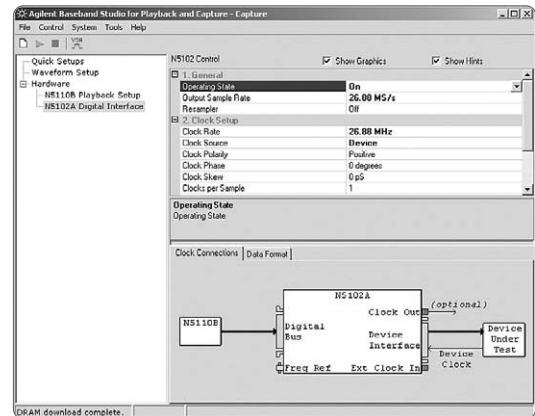 Agilent Baseband Studio for Playback and Capture - Capture
File Control System Tools Help
VSA
Quick Setups
Waveform Setup
Hardware
N5110B Playback Setup
N5102A Digital Interface
N5102 Control
Show Graphics
Show Hints
1. General
Operating State On
Output Sample Rate 26.88 MS/s
Resampler Off
2. Clock Setup
Clock Rate 26.88 MHz
Clock Source Device
Clock Polarity Positive
Clock Phase 0 degrees
Clock Skew 0 pS
Clocks per Sample 1
Operating State
Operating State
Clock Connections
Data Format
N5102A
Clock Out
(optional)
N5110B
Digital
Bus
Device
Interface
Device
Under
Test
Device
Clock
Freq Ref
Ext Clock In
DRAM download complete.